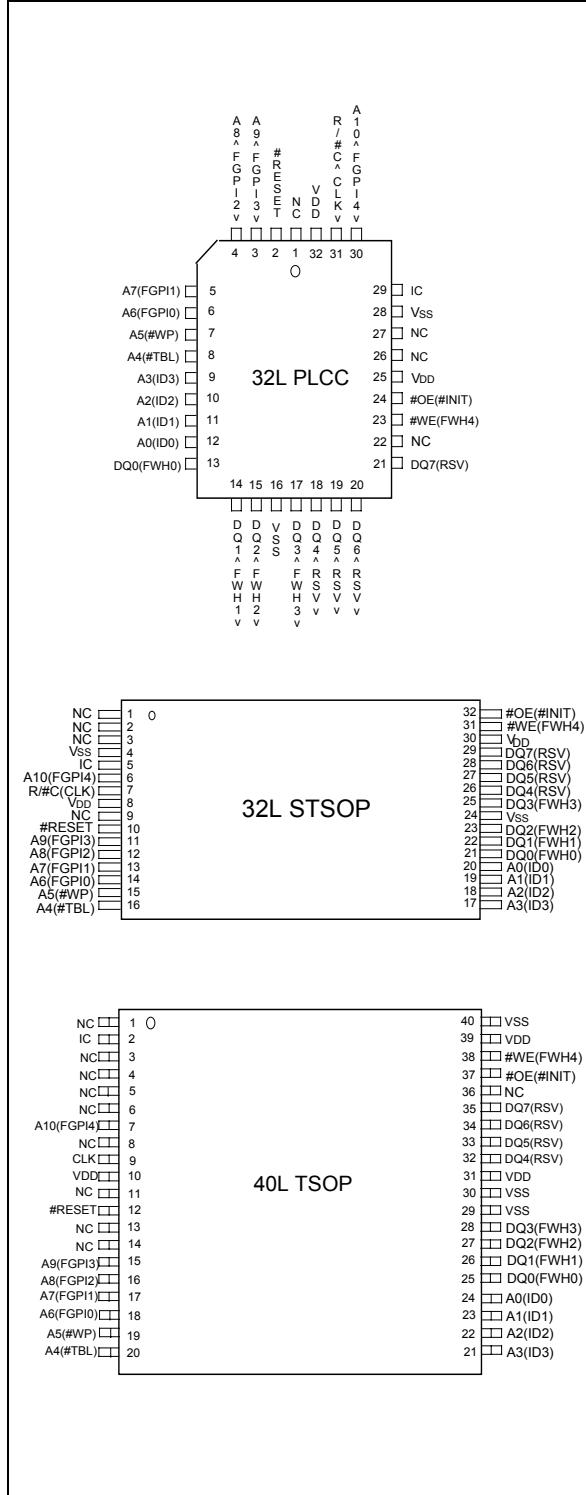 A8^FGPI2v
A9^FGPI3v
#RESET
NC
VDD
R/#C^CLKv
A10^FGPI4v
4 3 2 1 32 31 30
A7(FGPI1) 5
A6(FGPI0) 6
A5(#WP) 7
A4(#TBL) 8
A3(ID3) 9
A2(ID2) 10
A1(ID1) 11
A0(ID0) 12
DQ0(FWH0) 13
32L PLCC
29 IC
28 VSS
27 NC
26 NC
25 VDD
24 #OE(#INIT)
23 #WE(FWH4)
22 NC
21 DQ7(RSV)
14 15 16 17 18 19 20
DQ1^FWH1v
DQ2^FWH2v
VSS
DQ3^FWH3v
DQ4^RSVv
DQ5^RSVv
DQ6^RSVv
NC 1
NC 2
NC 3
VSS 4
IC 5
A10(FGPI4) 6
R/#C(CLK) 7
VDD 8
NC 9
#RESET 10
A9(FGPI3) 11
A8(FGPI2) 12
A7(FGPI1) 13
A6(FGPI0) 14
A5(#WP) 15
A4(#TBL) 16
32L STSOP
32 #OE(#INIT)
31 #WE(FWH4)
30 VDD
29 DQ7(RSV)
28 DQ6(RSV)
27 DQ5(RSV)
26 DQ4(RSV)
25 DQ3(FWH3)
24 VSS
23 DQ2(FWH2)
22 DQ1(FWH1)
21 DQ0(FWH0)
20 A0(ID0)
19 A1(ID1)
18 A2(ID2)
17 A3(ID3)
NC 1
IC 2
NC 3
NC 4
NC 5
NC 6
A10(FGPI4) 7
NC 8
CLK 9
VDD 10
NC 11
#RESET 12
NC 13
NC 14
A9(FGPI3) 15
A8(FGPI2) 16
A7(FGPI1) 17
A6(FGPI0) 18
A5(#WP) 19
A4(#TBL) 20
40L TSOP
40 VSS
39 VDD
38 #WE(FWH4)
37 #OE(#INIT)
36 NC
35 DQ7(RSV)
34 DQ6(RSV)
33 DQ5(RSV)
32 DQ4(RSV)
31 VDD
30 VSS
29 VSS
28 DQ3(FWH3)
27 DQ2(FWH2)
26 DQ1(FWH1)
25 DQ0(FWH0)
24 A0(ID0)
23 A1(ID1)
22 A2(ID2)
21 A3(ID3)